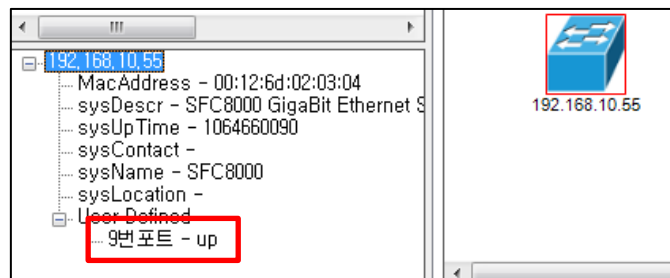 192.168.10.55
MacAddress - 00:12:6d:02:03:04
sysDescr - SFC8000 GigaBit Ethernet S
sysUpTime - 1064660090
sysContact -
sysName - SFC8000
sysLocation -
User Defined
9번포트 - up
192.168.10.55